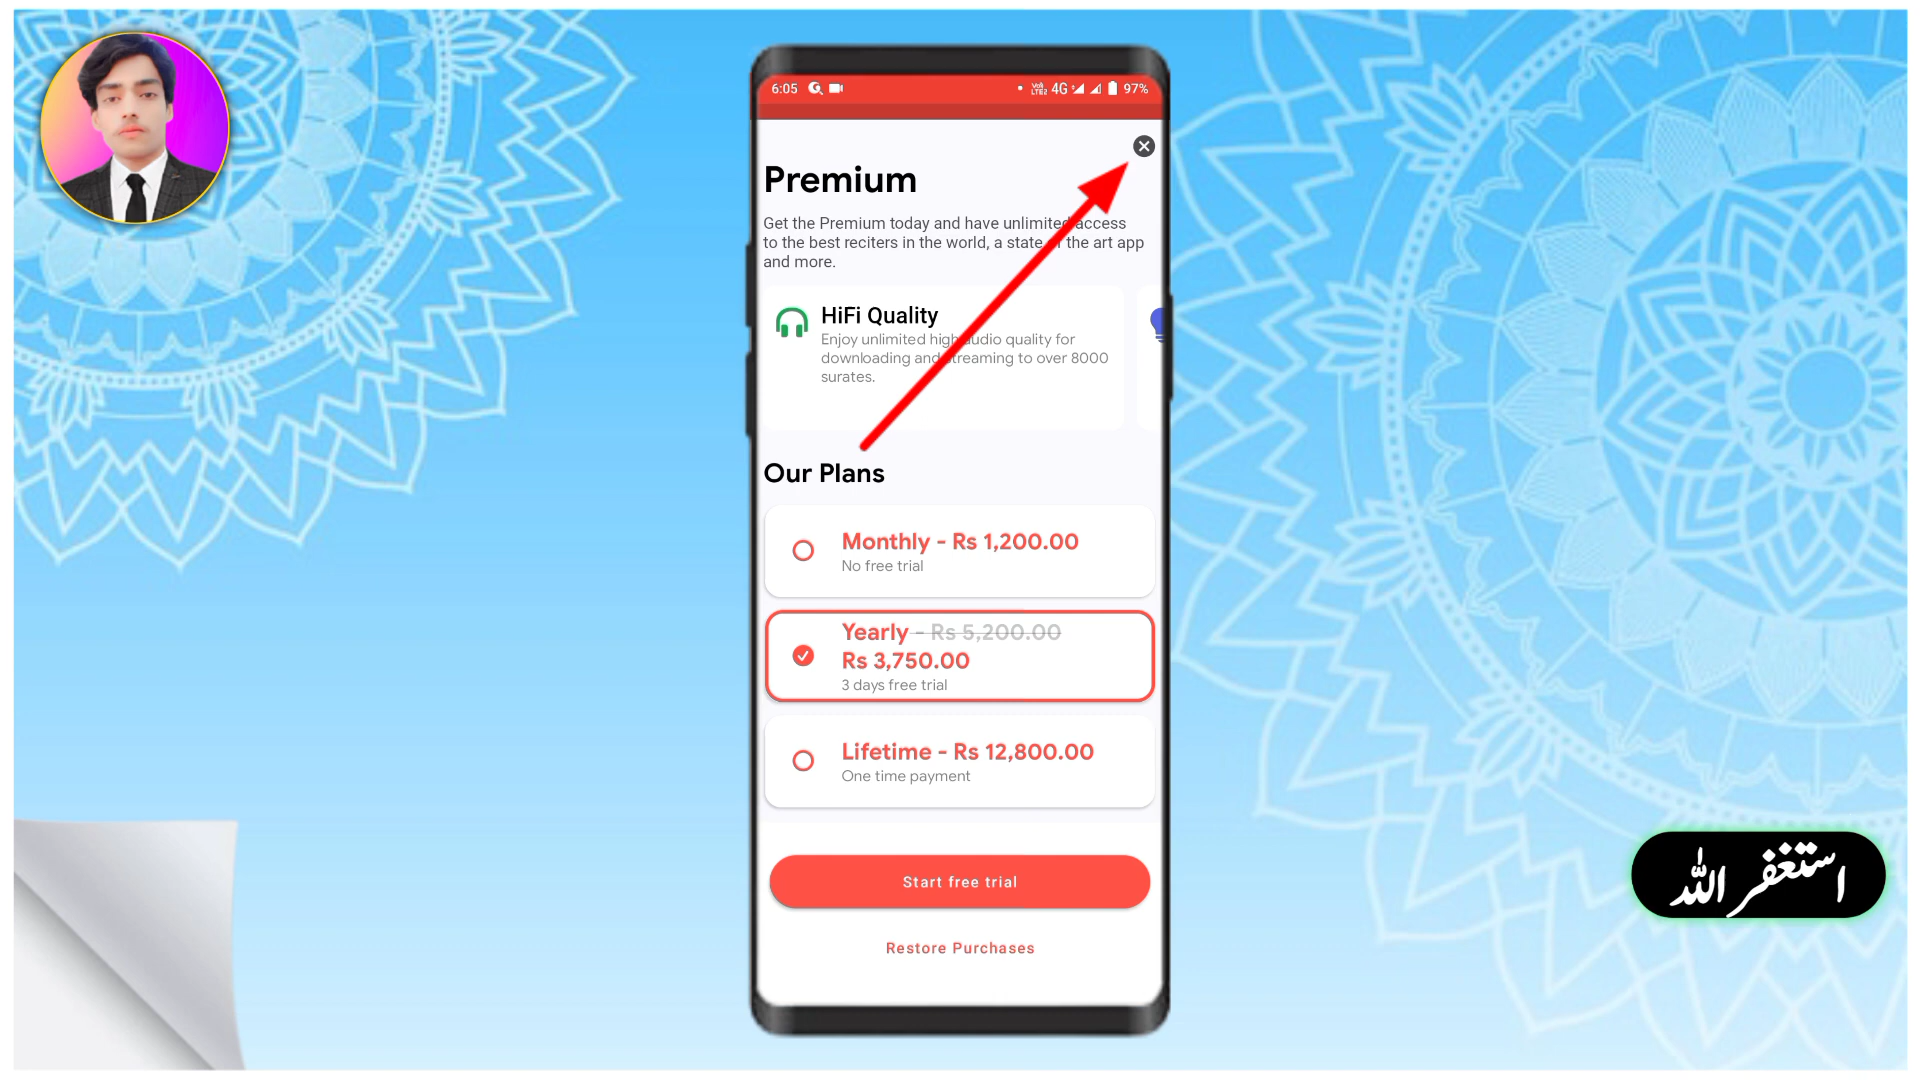 6:05 4G 97%
Premium
Get the Premium today and have unlimited access
to the best reciters in the world, a state of the art app
and more.
HiFi Quality
Enjoy unlimited high audio quality for
downloading and streaming to over 8000
surates.
Our Plans
Monthly - Rs 1,200.00
No free trial
Yearly - Rs 5,200.00
Rs 3,750.00
3 days free trial
Lifetime - Rs 12,800.00
One time payment
Start free trial
Restore Purchases
استغفر اللہ